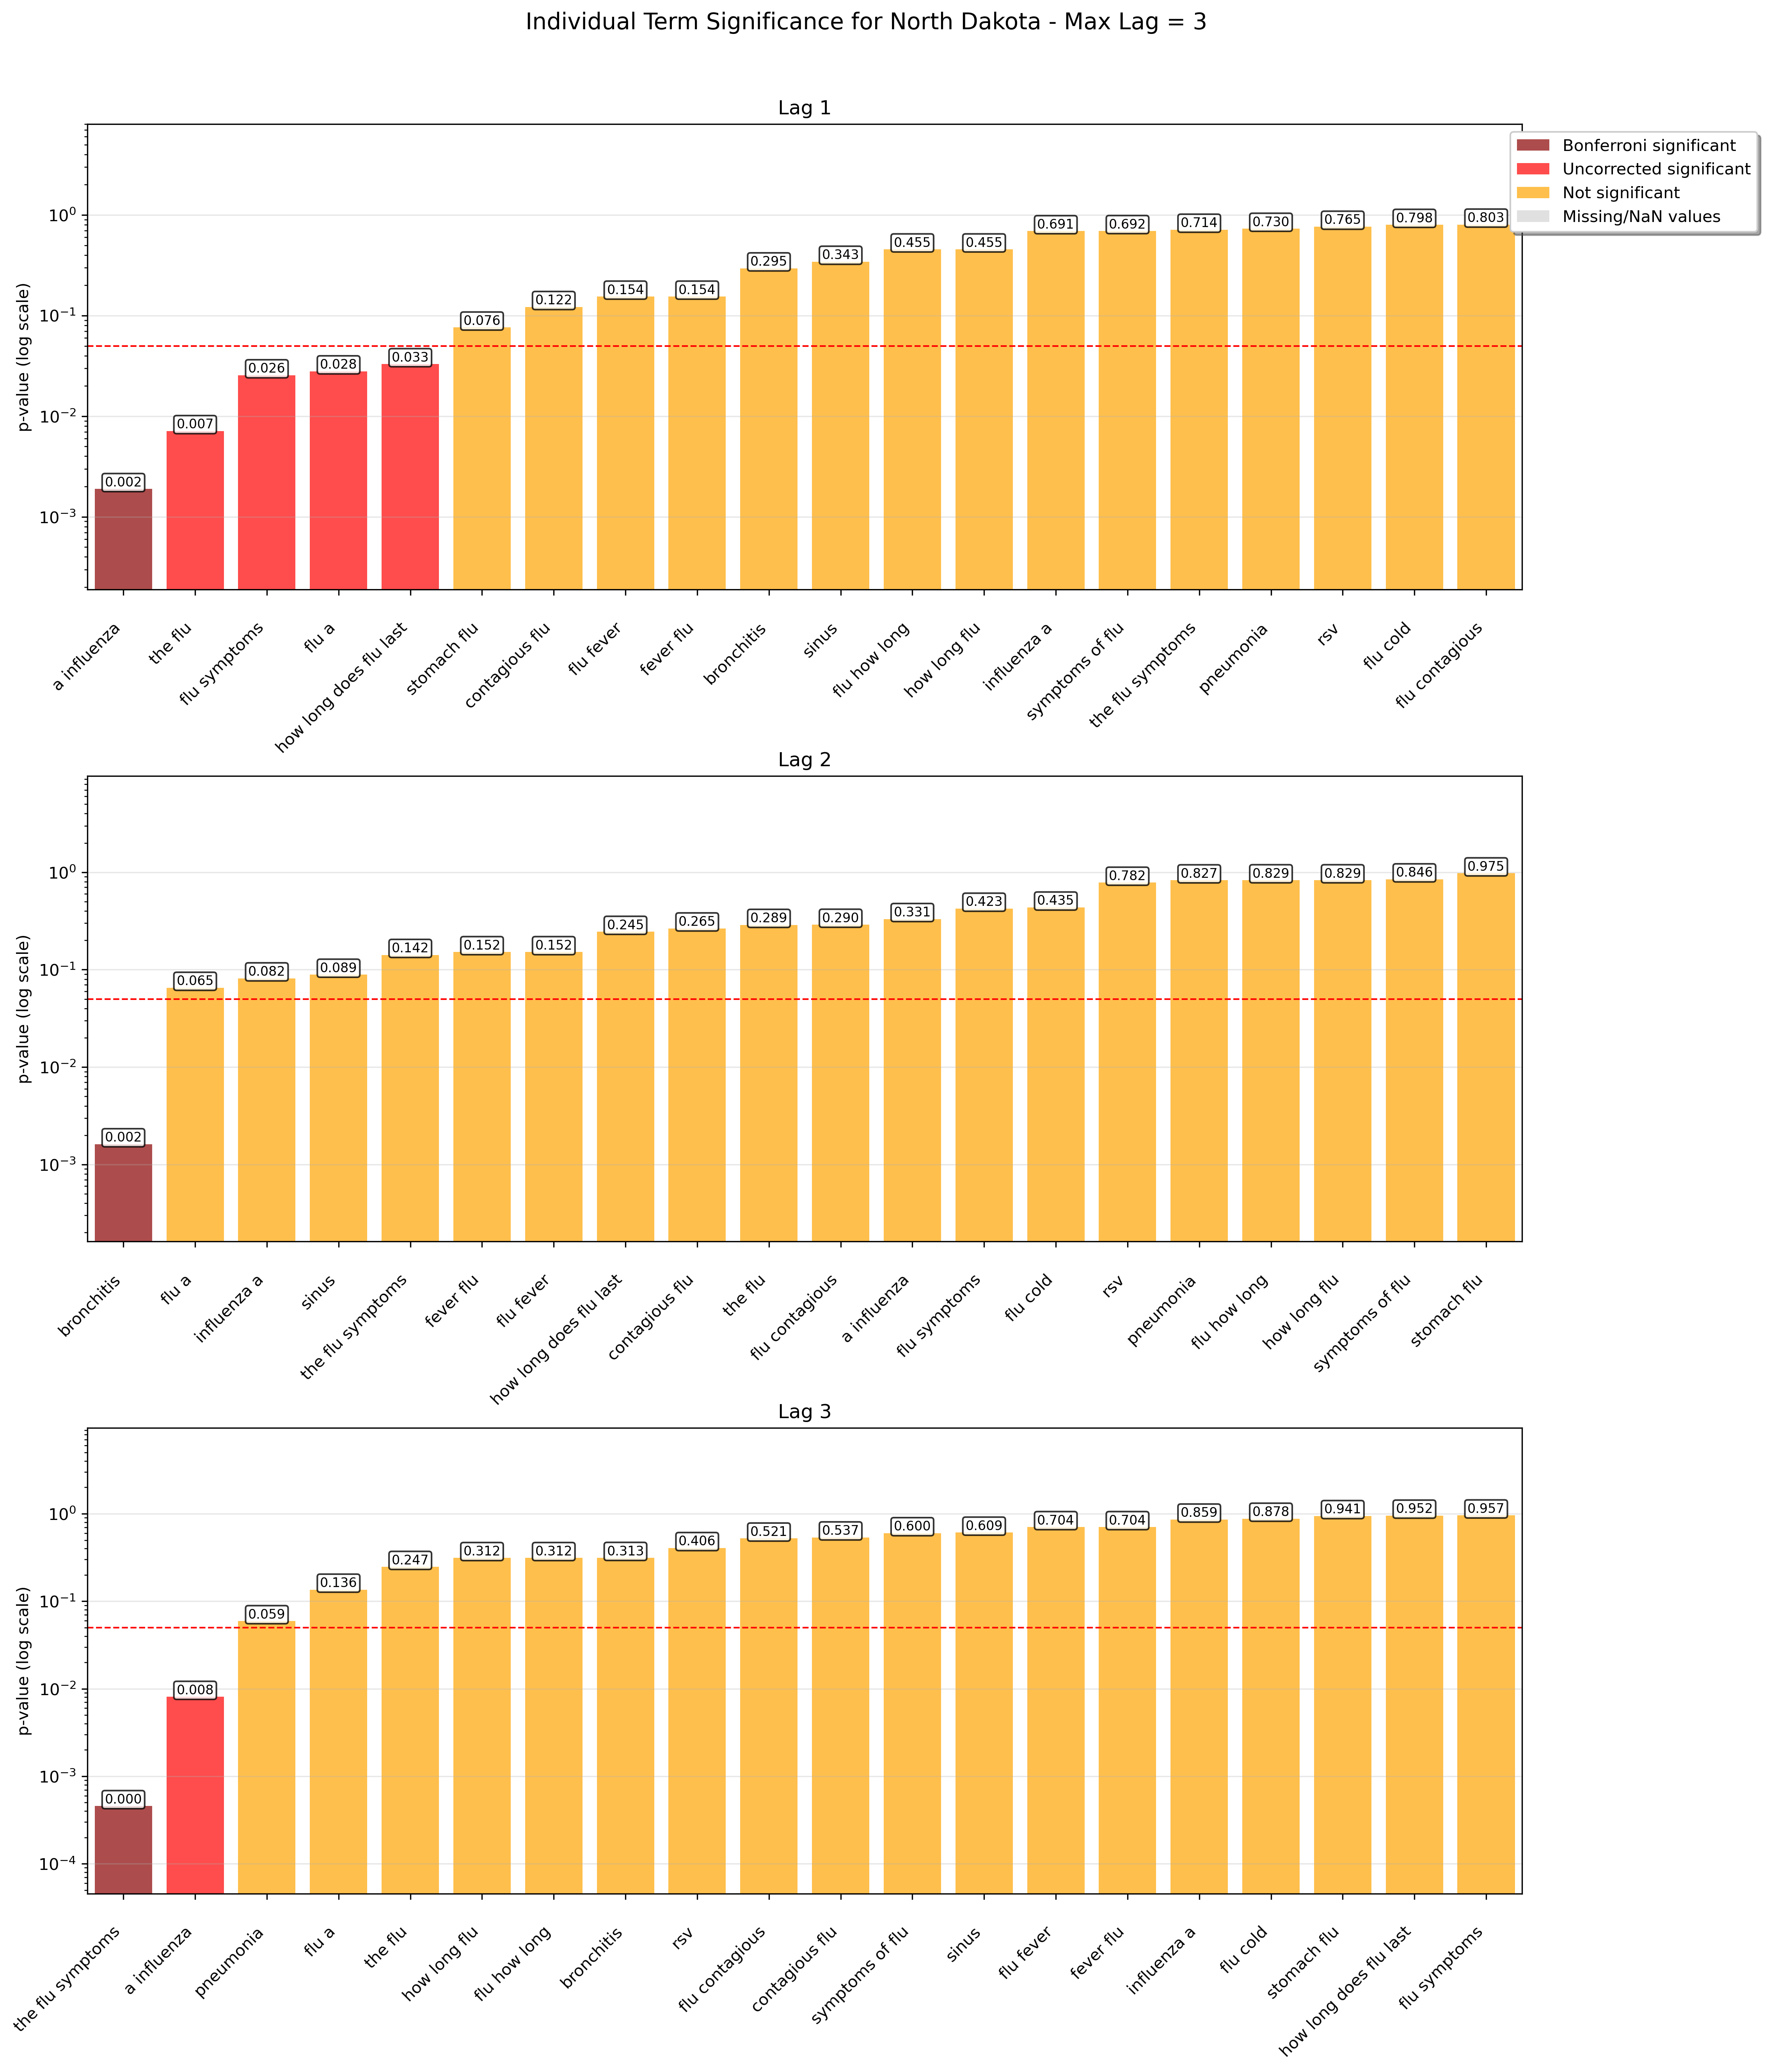 Individual Term Significance for North Dakota - Max Lag = 3
Lag 1
Bonferroni significant
Uncorrected significant
Not significant
Missing/NaN values
p-value (log scale)
10⁰
10⁻¹
10⁻²
10⁻³
0.002 0.007 0.026 0.028 0.033 0.076 0.122 0.154 0.154 0.295 0.343 0.455 0.455 0.691 0.692 0.714 0.730 0.765 0.798 0.803
a influenza
the flu
flu symptoms
flu a
how long does flu last
stomach flu
contagious flu
flu fever
fever flu
bronchitis
sinus
flu how long
how long flu
influenza a
symptoms of flu
the flu symptoms
pneumonia
rsv
flu cold
flu contagious
Lag 2
p-value (log scale)
10⁰
10⁻¹
10⁻²
10⁻³
0.002 0.065 0.082 0.089 0.142 0.152 0.152 0.245 0.265 0.289 0.290 0.331 0.423 0.435 0.782 0.827 0.829 0.829 0.846 0.975
bronchitis
flu a
influenza a
sinus
the flu symptoms
fever flu
flu fever
how long does flu last
contagious flu
the flu
flu contagious
a influenza
flu symptoms
flu cold
rsv
pneumonia
flu how long
how long flu
symptoms of flu
stomach flu
Lag 3
p-value (log scale)
10⁰
10⁻¹
10⁻²
10⁻³
10⁻⁴
0.000 0.008 0.059 0.136 0.247 0.312 0.312 0.313 0.406 0.521 0.537 0.600 0.609 0.704 0.704 0.859 0.878 0.941 0.952 0.957
the flu symptoms
a influenza
pneumonia
flu a
the flu
how long flu
flu how long
bronchitis
rsv
flu contagious
contagious flu
symptoms of flu
sinus
flu fever
fever flu
influenza a
flu cold
stomach flu
how long does flu last
flu symptoms